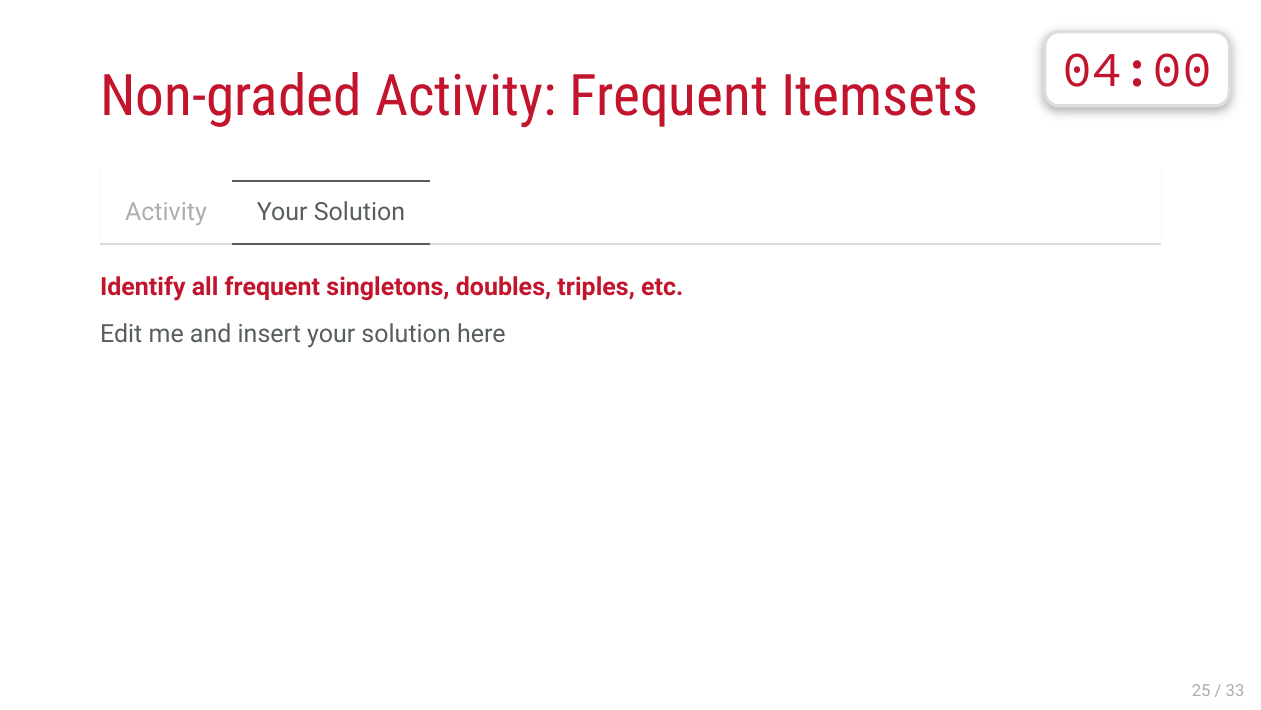 Non-graded Activity: Frequent Itemsets
04:00
Activity
Your Solution
Identify all frequent singletons, doubles, triples, etc.
Edit me and insert your solution here
25 / 33